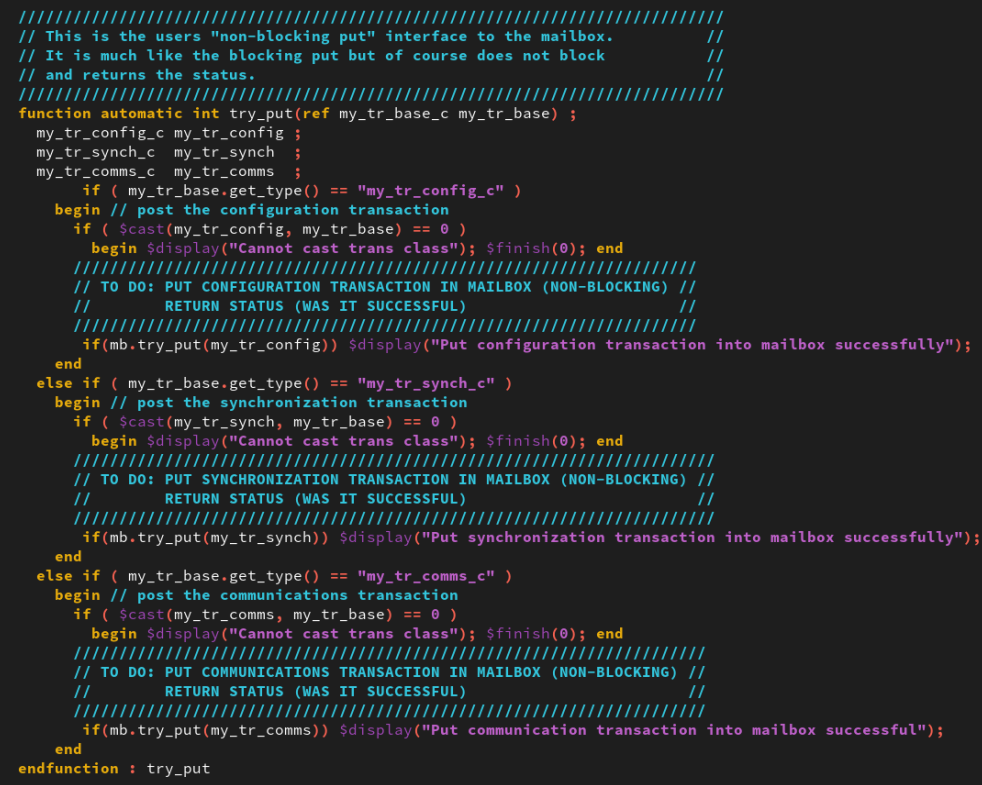 /////////////////////////////////////////////////////////////////////////////
// This is the users "non-blocking put" interface to the mailbox.          //
// It is much like the blocking put but of course does not block           //
// and returns the status.                                                 //
/////////////////////////////////////////////////////////////////////////////
function automatic int try_put(ref my_tr_base_c my_tr_base) ;
  my_tr_config_c my_tr_config ;
  my_tr_synch_c  my_tr_synch  ;
  my_tr_comms_c  my_tr_comms  ;
       if ( my_tr_base.get_type() == "my_tr_config_c" )
    begin // post the configuration transaction
      if ( $cast(my_tr_config, my_tr_base) == 0 )
        begin $display("Cannot cast trans class"); $finish(0); end
      ////////////////////////////////////////////////////////////////////
      // TO DO: PUT CONFIGURATION TRANSACTION IN MAILBOX (NON-BLOCKING) //
      //        RETURN STATUS (WAS IT SUCCESSFUL)                       //
      ////////////////////////////////////////////////////////////////////
       if(mb.try_put(my_tr_config)) $display("Put configuration transaction into mailbox successfully");
    end
  else if ( my_tr_base.get_type() == "my_tr_synch_c" )
    begin // post the synchronization transaction
      if ( $cast(my_tr_synch, my_tr_base) == 0 )
        begin $display("Cannot cast trans class"); $finish(0); end
      //////////////////////////////////////////////////////////////////////
      // TO DO: PUT SYNCHRONIZATION TRANSACTION IN MAILBOX (NON-BLOCKING) //
      //        RETURN STATUS (WAS IT SUCCESSFUL)                         //
      //////////////////////////////////////////////////////////////////////
       if(mb.try_put(my_tr_synch)) $display("Put synchronization transaction into mailbox successfully");
    end
  else if ( my_tr_base.get_type() == "my_tr_comms_c" )
    begin // post the communications transaction
      if ( $cast(my_tr_comms, my_tr_base) == 0 )
        begin $display("Cannot cast trans class"); $finish(0); end
      /////////////////////////////////////////////////////////////////////
      // TO DO: PUT COMMUNICATIONS TRANSACTION IN MAILBOX (NON-BLOCKING) //
      //        RETURN STATUS (WAS IT SUCCESSFUL)                        //
      /////////////////////////////////////////////////////////////////////
       if(mb.try_put(my_tr_comms)) $display("Put communication transaction into mailbox successful");
    end
endfunction : try_put